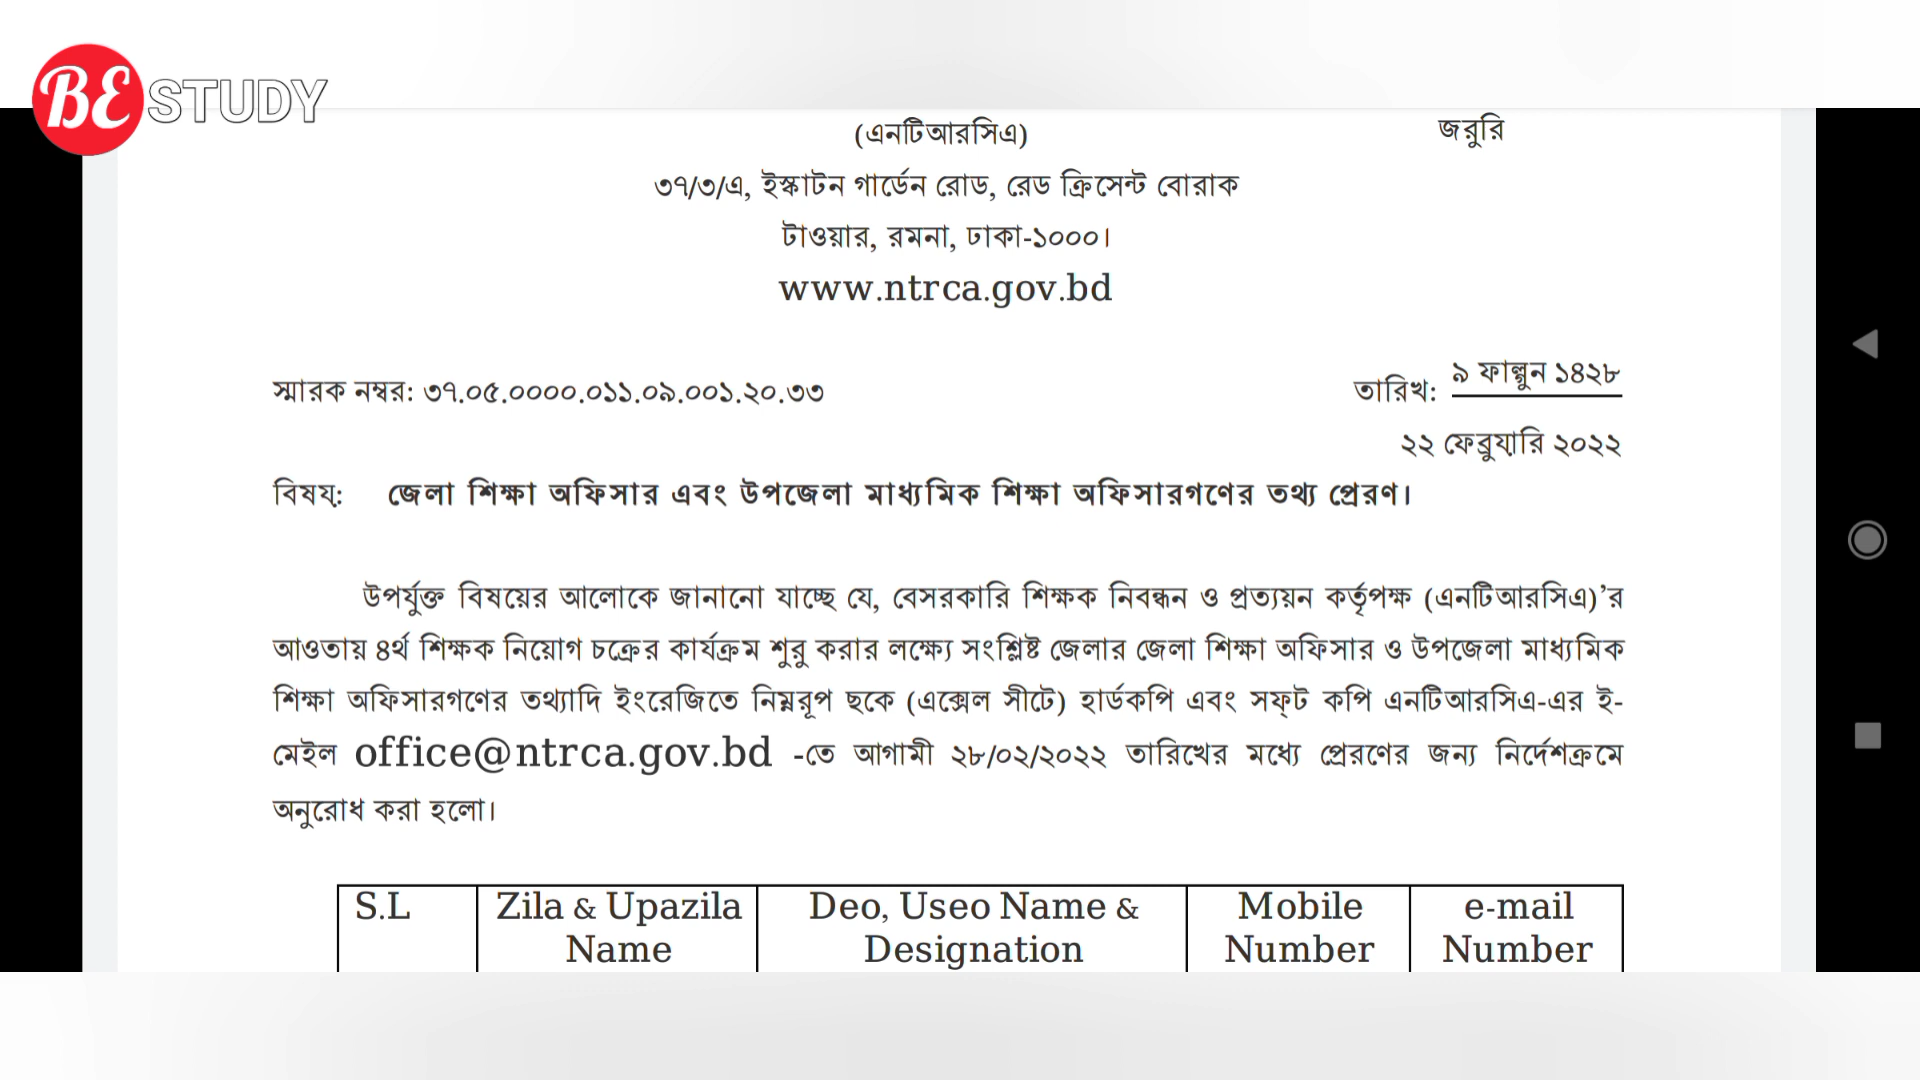 BE STUDY
(এনটিআরসিএ)
জরুরি
৩৭/৩/এ, ইস্কাটন গার্ডেন রোড, রেড ক্রিসেন্ট বোরাক
টাওয়ার, রমনা, ঢাকা-১০০০।
www.ntrca.gov.bd
স্মারক নম্বর: ৩৭.০৫.০০০০.০১১.০৯.০০১.২০.৩৩
তারিখ: ৯ ফাল্গুন ১৪২৮
২২ ফেব্রুয়ারি ২০২২
বিষয়: জেলা শিক্ষা অফিসার এবং উপজেলা মাধ্যমিক শিক্ষা অফিসারগণের তথ্য প্রেরণ।
উপর্যুক্ত বিষয়ের আলোকে জানানো যাচ্ছে যে, বেসরকারি শিক্ষক নিবন্ধন ও প্রত্যয়ন কর্তৃপক্ষ (এনটিআরসিএ)’র
আওতায় ৪র্থ শিক্ষক নিয়োগ চক্রের কার্যক্রম শুরু করার লক্ষ্যে সংশ্লিষ্ট জেলার জেলা শিক্ষা অফিসার ও উপজেলা মাধ্যমিক
শিক্ষা অফিসারগণের তথ্যাদি ইংরেজিতে নিম্নরূপ ছকে (এক্সেল সীটে) হার্ডকপি এবং সফ্‌ট কপি এনটিআরসিএ-এর ই-
মেইল office@ntrca.gov.bd -তে আগামী ২৮/০২/২০২২ তারিখের মধ্যে প্রেরণের জন্য নির্দেশক্রমে
অনুরোধ করা হলো।
S.L Zila & Upazila Deo, Useo Name & Mobile e-mail
Name Designation Number Number